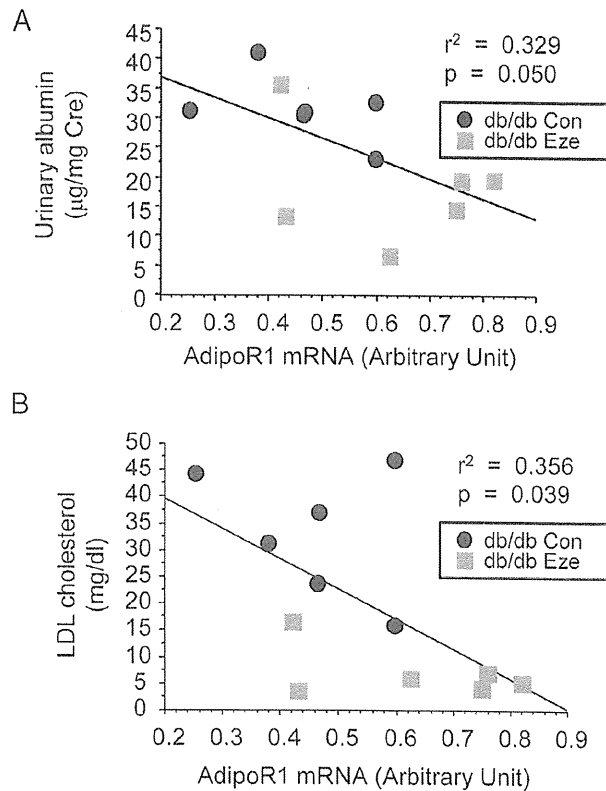 A
r² = 0.329
p = 0.050
db/db Con
db/db Eze
Urinary albumin
(µg/mg Cre)
45
40
35
30
25
20
15
10
5
0
0.2 0.3 0.4 0.5 0.6 0.7 0.8 0.9
AdipoR1 mRNA (Arbitrary Unit)
B
r² = 0.356
p = 0.039
db/db Con
db/db Eze
LDL cholesterol
(mg/dl)
50
45
40
35
30
25
20
15
10
5
0
0.2 0.3 0.4 0.5 0.6 0.7 0.8 0.9
AdipoR1 mRNA (Arbitrary Unit)